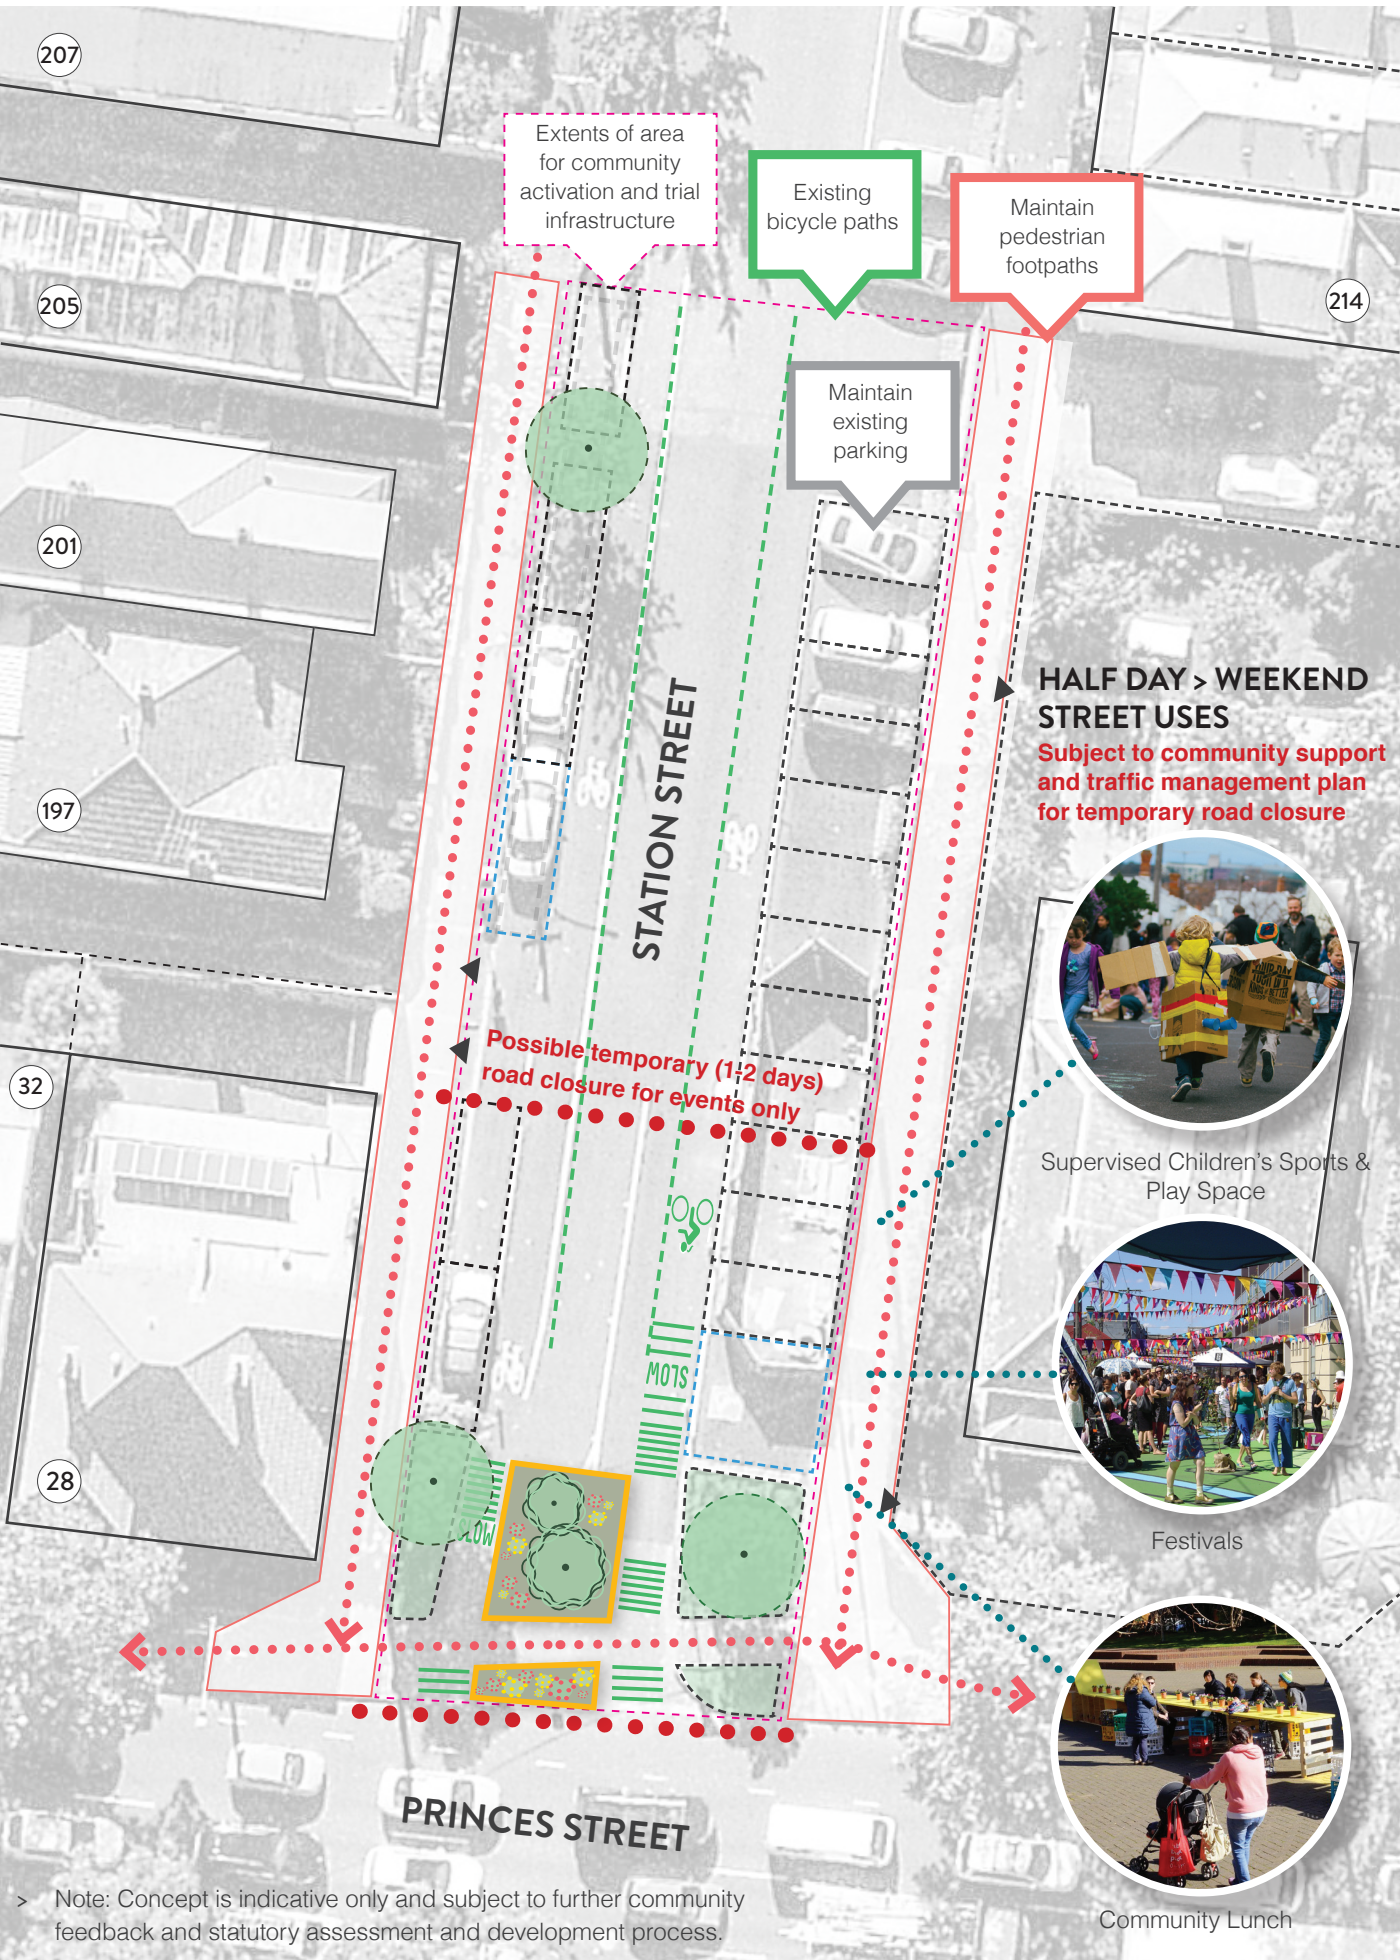 207
Extents of area
for community
activation and trial
infrastructure
Existing
bicycle paths
Maintain
pedestrian
footpaths
205
214
Maintain
existing
parking
201
HALF DAY > WEEKEND
STREET USES
Subject to community support
and traffic management plan
for temporary road closure
STATION STREET
197
Possible temporary (1-2 days)
road closure for events only
32
Supervised Children's Sports &
Play Space
SLOW
28
SLOW
Festivals
PRINCES STREET
> Note: Concept is indicative only and subject to further community
feedback and statutory assessment and development process.
Community Lunch